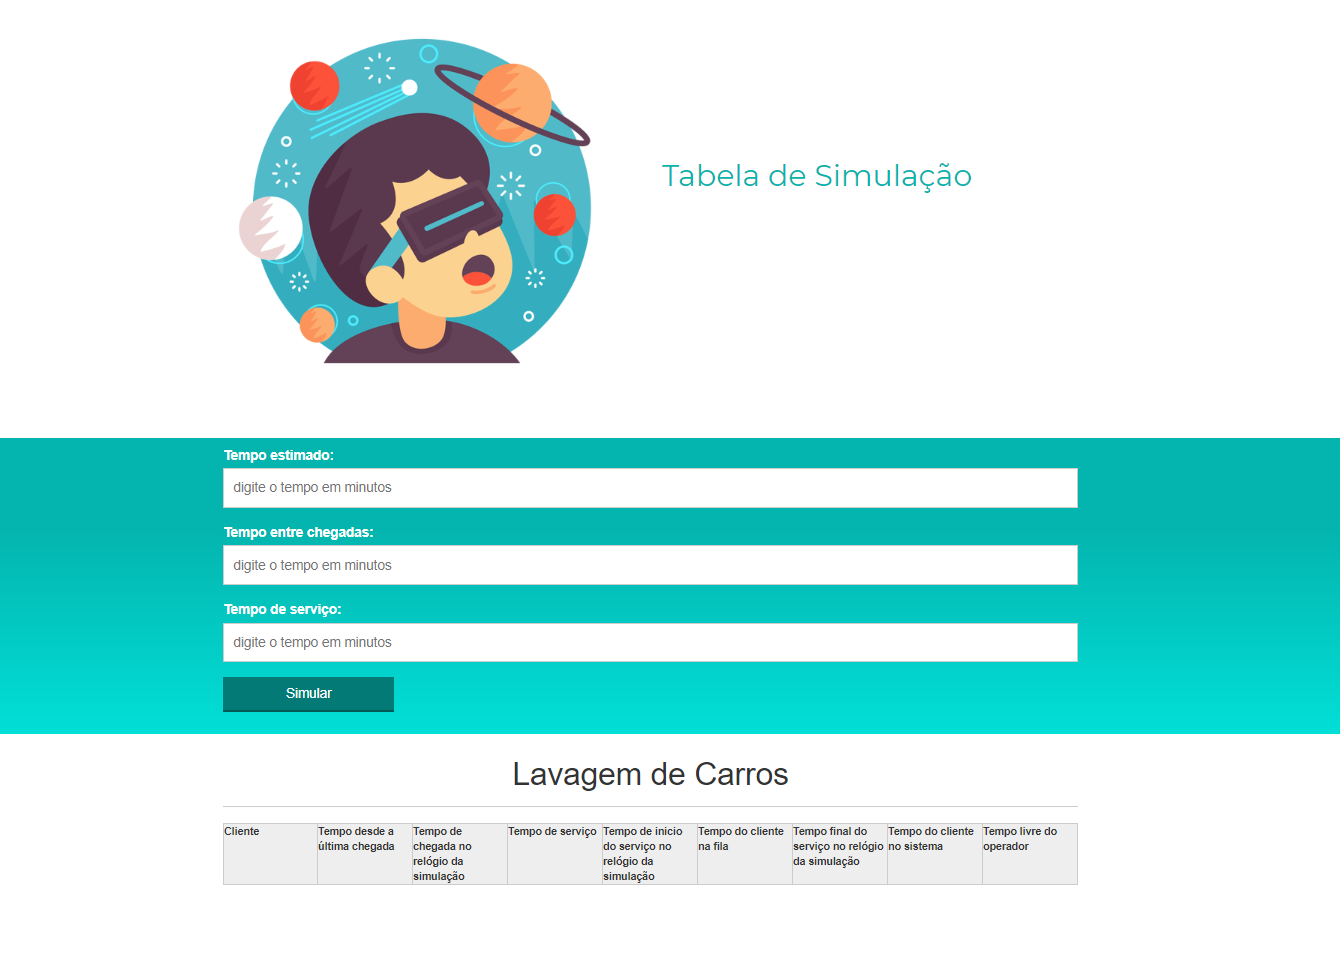 Tabela de Simulação
Tempo estimado:
digite o tempo em minutos
Tempo entre chegadas:
digite o tempo em minutos
Tempo de serviço:
digite o tempo em minutos
Simular
Lavagem de Carros
Cliente
Tempo desde a
última chegada
Tempo de
chegada no
relógio da
simulação
Tempo de serviço
Tempo de inicio
do serviço no
relógio da
simulação
Tempo do cliente
na fila
Tempo final do
serviço no relógio
da simulação
Tempo do cliente
no sistema
Tempo livre do
operador